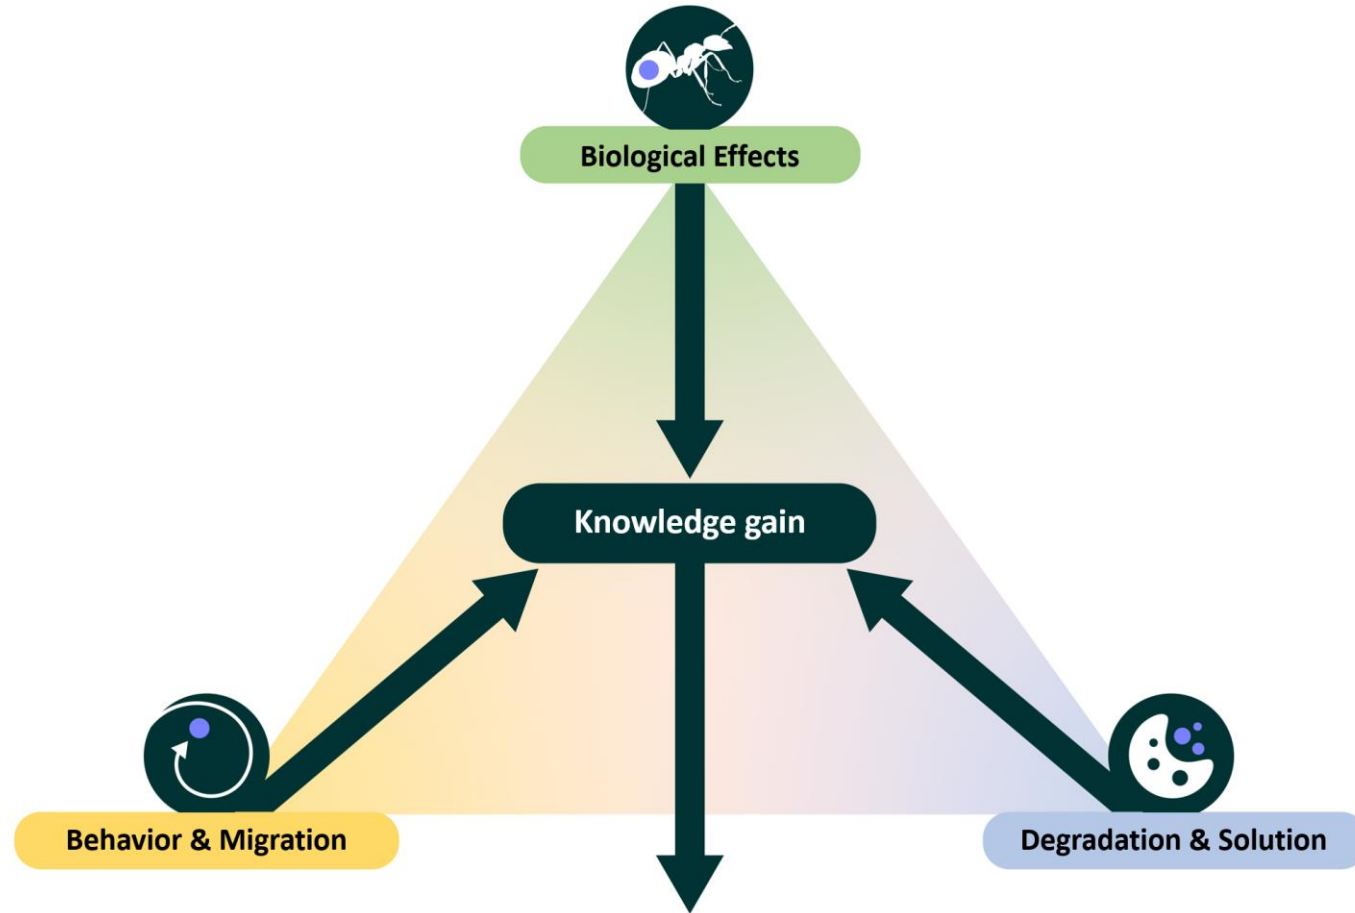 Biological Effects
Knowledge gain
Behavior & Migration
Degradation & Solution